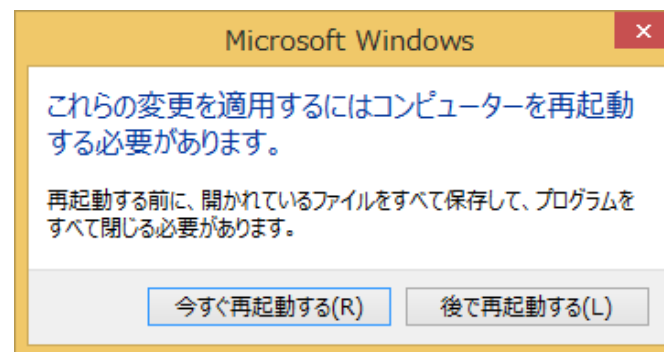 Microsoft Windows
これらの変更を適用するにはコンピューターを再起動
する必要があります。
再起動する前に、開かれているファイルをすべて保存して、プログラムを
すべて閉じる必要があります。
今すぐ再起動する(R)
後で再起動する(L)